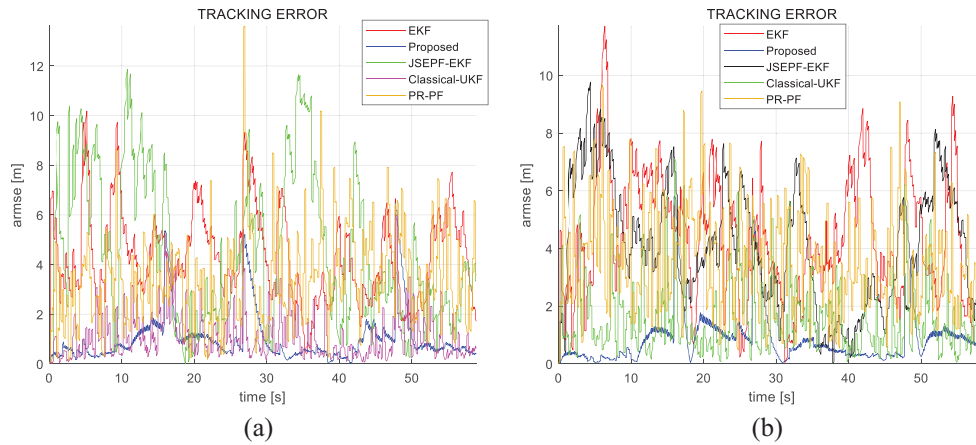 TRACKING ERROR
EKF
Proposed
JSEPF-EKF
Classical-UKF
PR-PF
armse [m]
12
10
8
6
4
2
0
0 10 20 30 40 50
time [s]
(a)
TRACKING ERROR
EKF
Proposed
JSEPF-EKF
Classical-UKF
PR-PF
armse [m]
10
8
6
4
2
0
0 10 20 30 40 50
time [s]
(b)